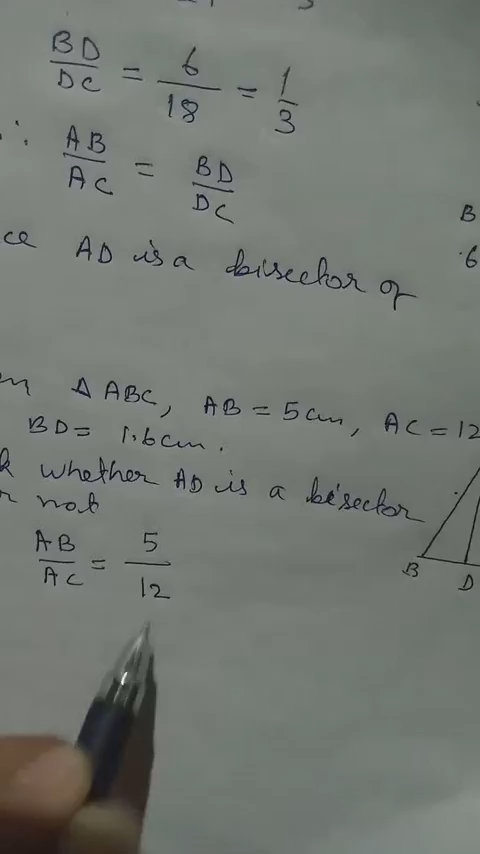 BD/DC = 6/18 = 1/3
∴ AB/AC = BD/DC
AD is a bisector of
B
6
Δ ABC, AB = 5cm, AC = 12
BD = 1.6cm.
whether AD is a bisector
not
AB/AC = 5/12
B D